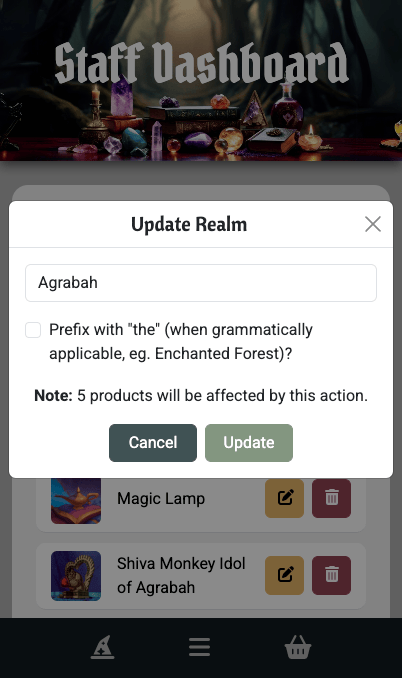 Staff Dashboard
Update Realm
Agrabah
Prefix with "the" (when grammatically
applicable, eg. Enchanted Forest)?
Note: 5 products will be affected by this action.
Cancel
Update
Magic Lamp
Shiva Monkey Idol
of Agrabah